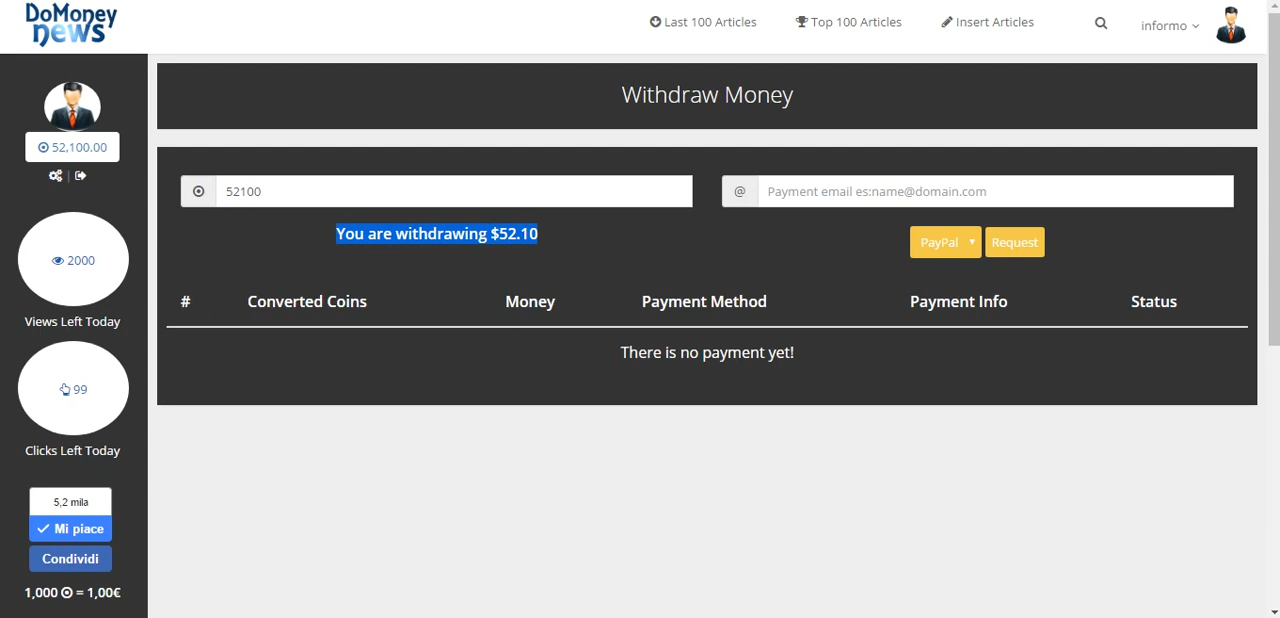 DoMoney
news
Last 100 Articles
Top 100 Articles
Insert Articles
informo
52,100.00
|
2000
Views Left Today
99
Clicks Left Today
5,2 mila
Mi piace
Condividi
1,000 = 1,00€
Withdraw Money
52100
@ Payment email es:name@domain.com
You are withdrawing $52.10
PayPal
Request
# Converted Coins Money Payment Method Payment Info Status
There is no payment yet!